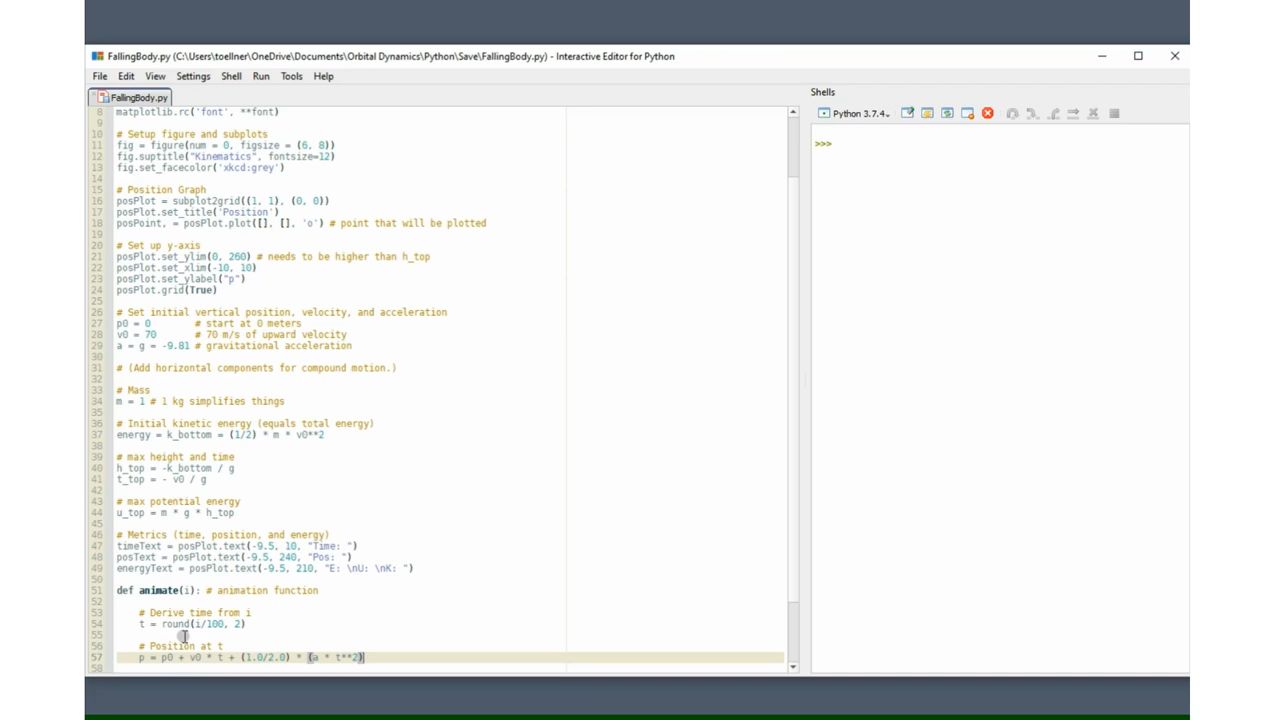 FallingBody.py (C:\Users\toellner\OneDrive\Documents\Orbital Dynamics\Python\Save\FallingBody.py) - Interactive Editor for Python
File Edit View Settings Shell Run Tools Help
FallingBody.py
Shells
Python 3.7.4
>>>
8 matplotlib.rc('font', **font)
9
10 # Setup figure and subplots
11 fig = figure(num = 0, figsize = (6, 8))
12 fig.suptitle("Kinematics", fontsize=12)
13 fig.set_facecolor('xkcd:grey')
14
15 # Position Graph
16 posPlot = subplot2grid((1, 1), (0, 0))
17 posPlot.set_title('Position')
18 posPoint, = posPlot.plot([], [], 'o') # point that will be plotted
19
20 # Set up y-axis
21 posPlot.set_ylim(0, 260) # needs to be higher than h_top
22 posPlot.set_xlim(-10, 10)
23 posPlot.set_ylabel("p")
24 posPlot.grid(True)
25
26 # Set initial vertical position, velocity, and acceleration
27 p0 = 0 # start at 0 meters
28 v0 = 70 # 70 m/s of upward velocity
29 a = g = -9.81 # gravitational acceleration
30
31 # (Add horizontal components for compound motion.)
32
33 # Mass
34 m = 1 # 1 kg simplifies things
35
36 # Initial kinetic energy (equals total energy)
37 energy = k_bottom = (1/2) * m * v0**2
38
39 # max height and time
40 h_top = -k_bottom / g
41 t_top = - v0 / g
42
43 # max potential energy
44 u_top = m * g * h_top
45
46 # Metrics (time, position, and energy)
47 timeText = posPlot.text(-9.5, 10, "Time: ")
48 posText = posPlot.text(-9.5, 240, "Pos: ")
49 energyText = posPlot.text(-9.5, 210, "E: \nU: \nK: ")
50
51 def animate(i): # animation function
52
53 # Derive time from i
54 t = round(i/100, 2)
55
56 # Position at t
57 p = p0 + v0 * t + (1.0/2.0) * (a * t**2)
58